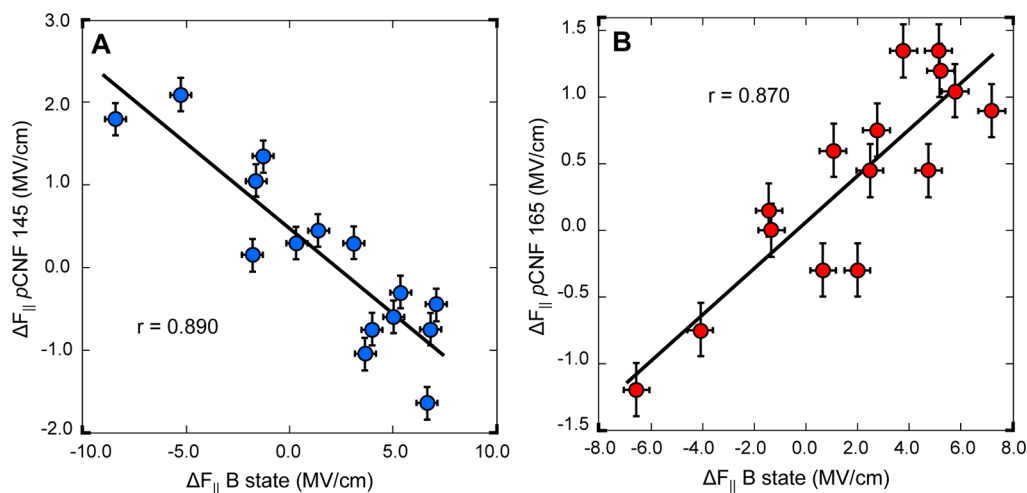 A
3.0
2.0
1.0
0.0
-1.0
-2.0
ΔF|| pCNF 145 (MV/cm)
r = 0.890
-10.0 -5.0 0.0 5.0 10.0
ΔF|| B state (MV/cm)
B
1.5
1.0
0.5
0.0
-0.5
-1.0
-1.5
ΔF|| pCNF 165 (MV/cm)
r = 0.870
-8.0 -6.0 -4.0 -2.0 0.0 2.0 4.0 6.0 8.0
ΔF|| B state (MV/cm)